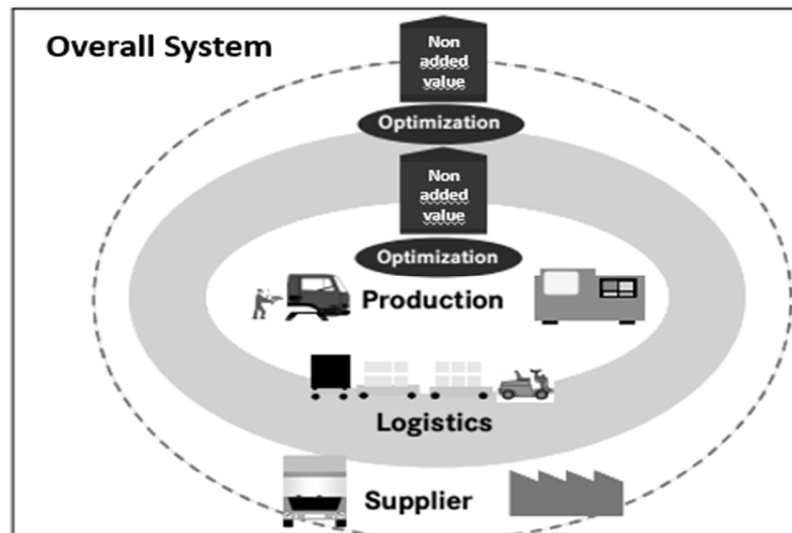 Overall System
Non
added
value
Optimization
Non
added
value
Optimization
Production
Logistics
Supplier